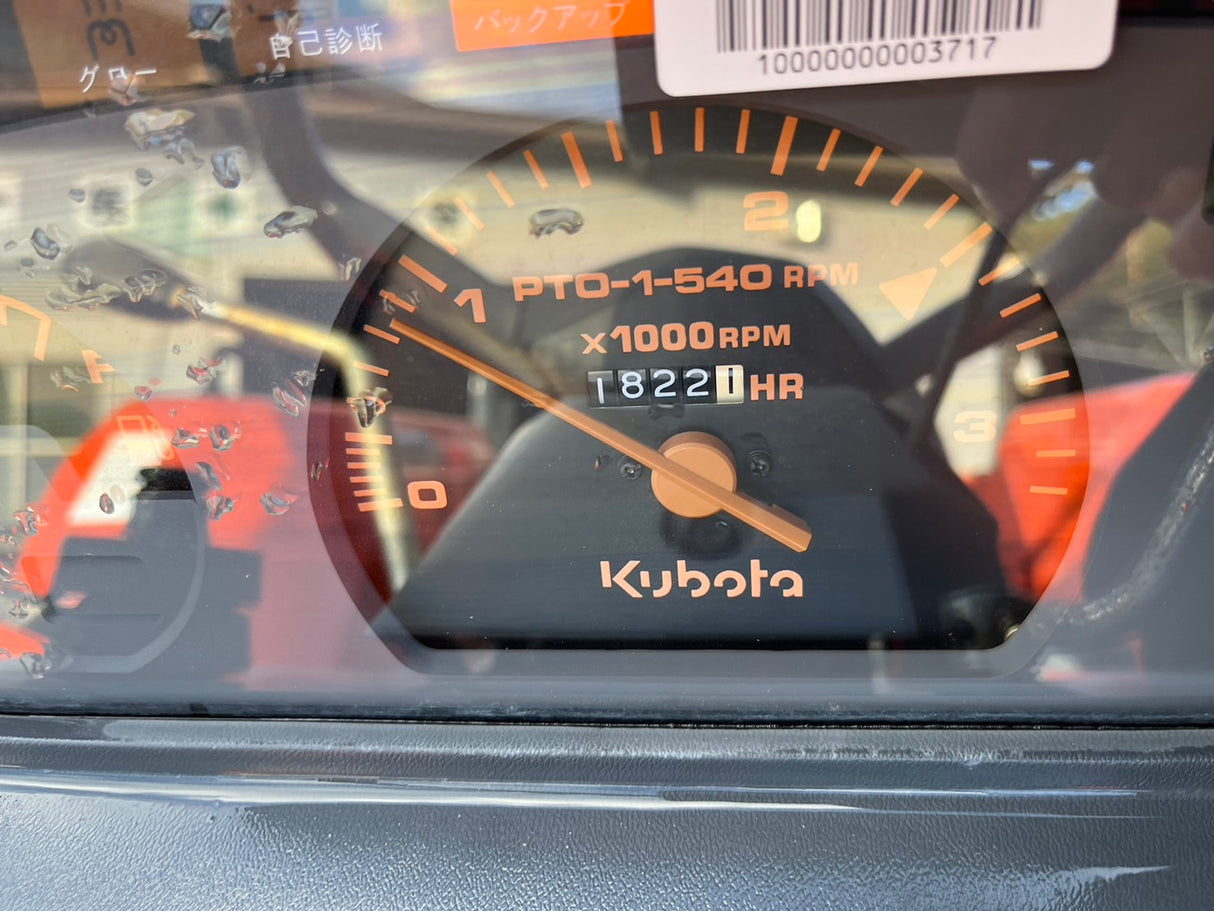 グロー
自己診断
バックアップ
10000000003717
0
1
2
3
PTO-1-540 RPM
x1000RPM
18221 HR
Kubota
F